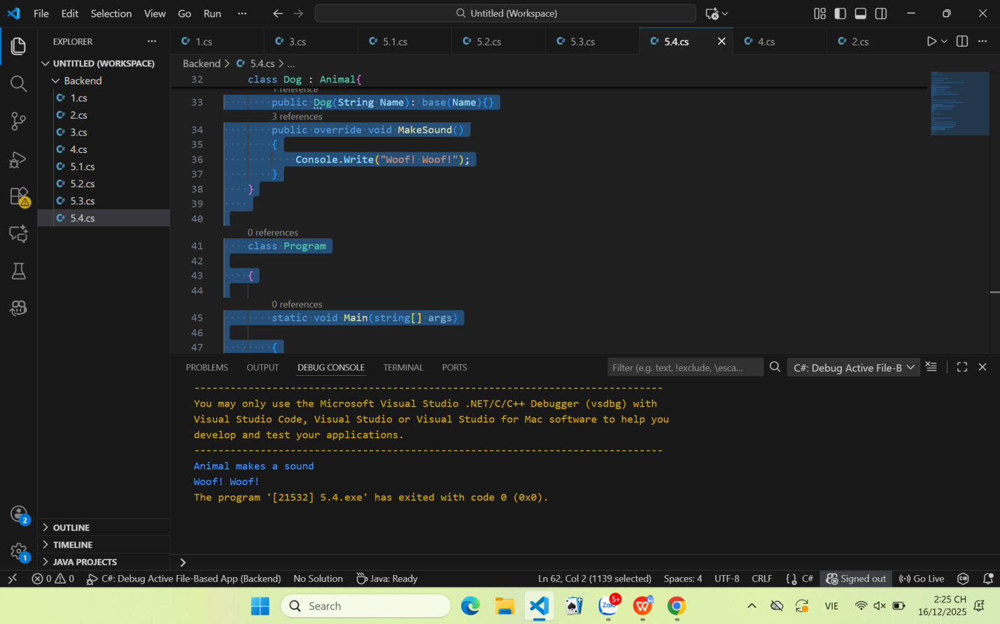 File Edit Selection View Go Run ···
Untitled (Workspace)
EXPLORER ···
1.cs 3.cs 5.1.cs 5.2.cs 5.3.cs 5.4.cs 4.cs 2.cs
UNTITLED (WORKSPACE)
Backend
1.cs
2.cs
3.cs
4.cs
5.1.cs
5.2.cs
5.3.cs
5.4.cs
OUTLINE
TIMELINE
JAVA PROJECTS
2
1
Backend > 5.4.cs > ...
32 class Dog : Animal{
1 reference
33 public Dog(String Name): base(Name){}
3 references
34 public override void MakeSound()
35 {
36 Console.Write("Woof! Woof!");
37 }
38 }
39
40
0 references
41 class Program
42
43 {
44
0 references
45 static void Main(string[] args)
46
47 {
PROBLEMS OUTPUT DEBUG CONSOLE TERMINAL PORTS
Filter (e.g. text, !exclude, \esca...
C#: Debug Active File-B
------------------------------------------------------------------------------
You may only use the Microsoft Visual Studio .NET/C/C++ Debugger (vsdbg) with
Visual Studio Code, Visual Studio or Visual Studio for Mac software to help you
develop and test your applications.
------------------------------------------------------------------------------
Animal makes a sound
Woof! Woof!
The program '[21532] 5.4.exe' has exited with code 0 (0x0).
>
0 0 C#: Debug Active File-Based App (Backend) No Solution Java: Ready Ln 62, Col 2 (1139 selected) Spaces: 4 UTF-8 CRLF {} C# Signed out Go Live
Search
Zalo
5+
W
VIE
2:25 CH
16/12/2025